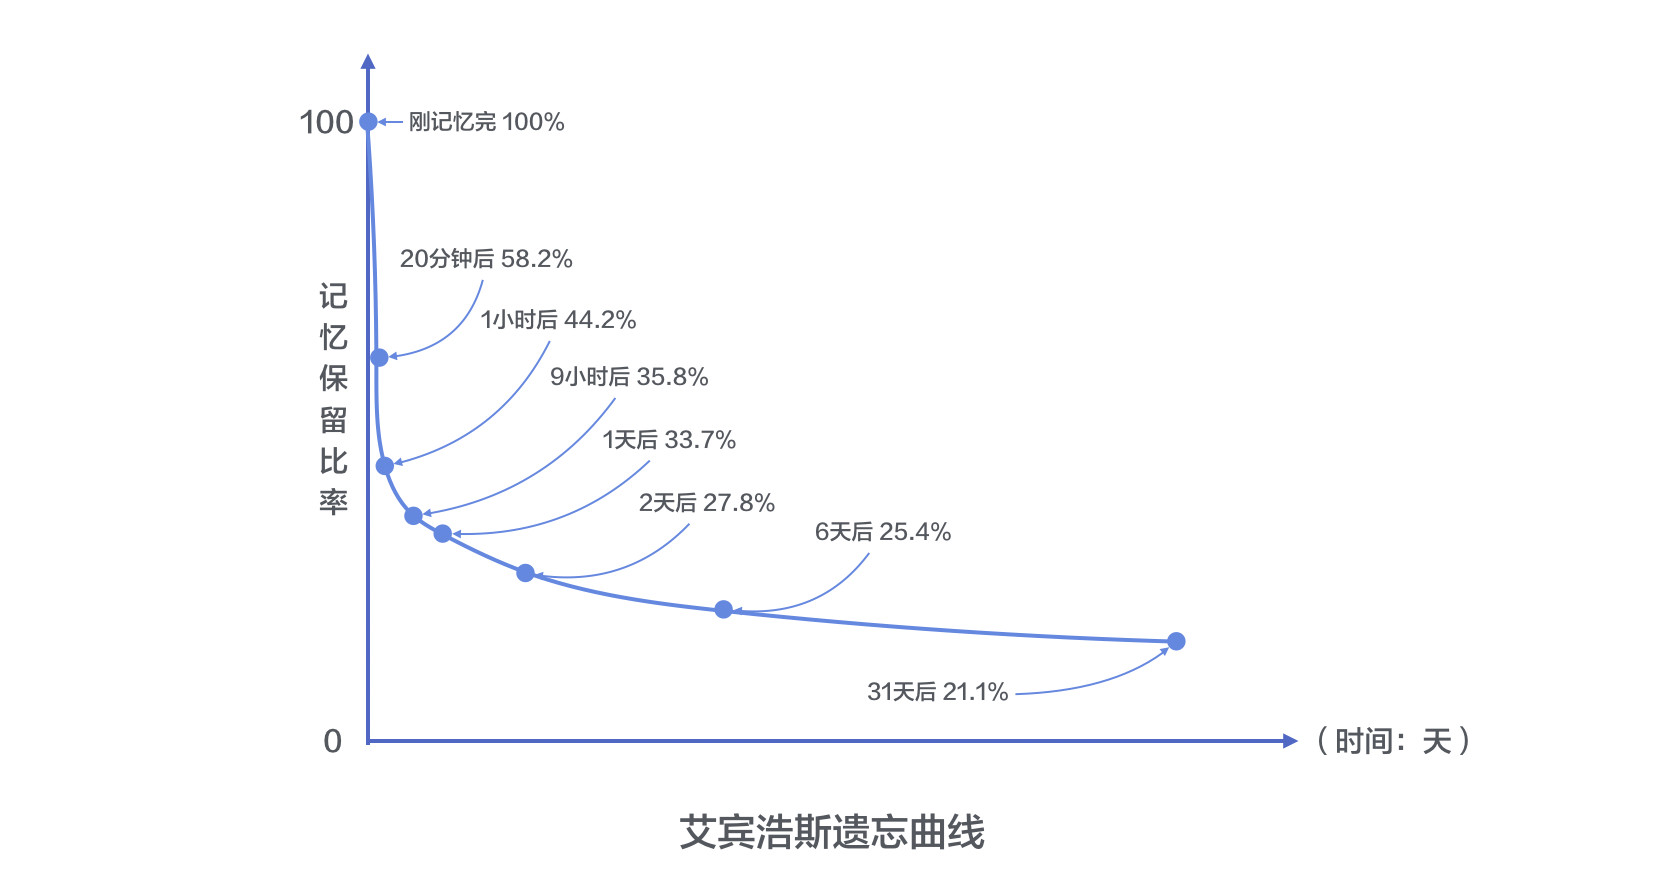 100
刚记忆完 100%
20分钟后 58.2%
1小时后 44.2%
9小时后 35.8%
1天后 33.7%
2天后 27.8%
6天后 25.4%
31天后 21.1%
记忆保留比率
0
（时间：天）
艾宾浩斯遗忘曲线